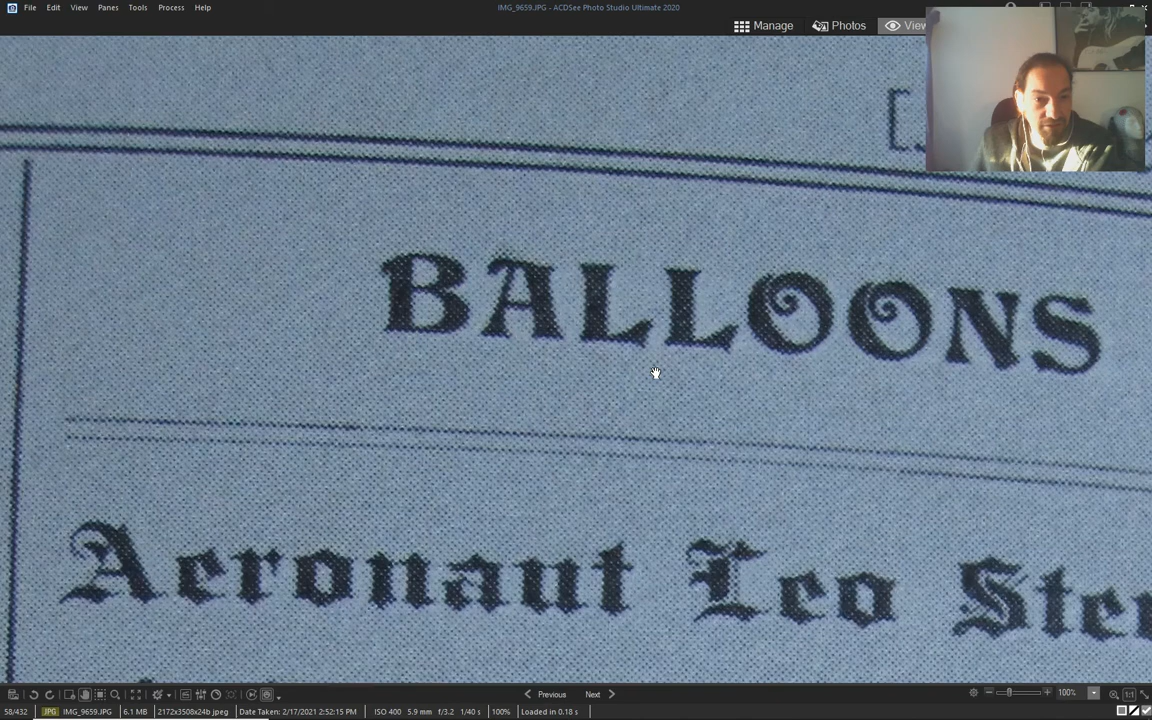 File Edit View Panes Tools Process Help
IMG_9659.JPG - ACDSee Photo Studio Ultimate 2020
Manage Photos View
BALLOONS
Aeronant Leo
Previous Next
100%
58/432 JPG IMG_9659.JPG 6.1 MB 2172x3508x24b jpeg Date Taken: 2/17/2021 2:52:15 PM ISO 400 5.9 mm f/3.2 1/40 s 100% Loaded in 0.18 s